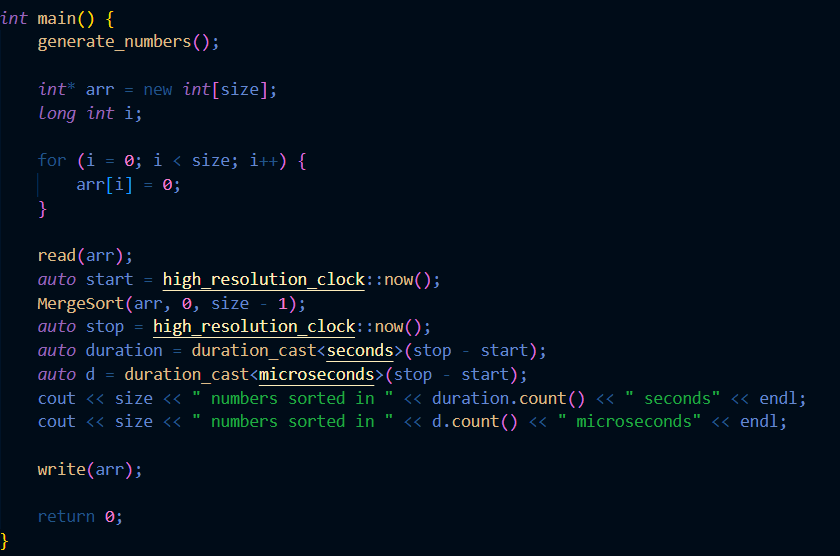 int main() {
    generate_numbers();

    int* arr = new int[size];
    long int i;

    for (i = 0; i < size; i++) {
        arr[i] = 0;
    }

    read(arr);
    auto start = high_resolution_clock::now();
    MergeSort(arr, 0, size - 1);
    auto stop = high_resolution_clock::now();
    auto duration = duration_cast<seconds>(stop - start);
    auto d = duration_cast<microseconds>(stop - start);
    cout << size << " numbers sorted in " << duration.count() << " seconds" << endl;
    cout << size << " numbers sorted in " << d.count() << " microseconds" << endl;

    write(arr);

    return 0;
}